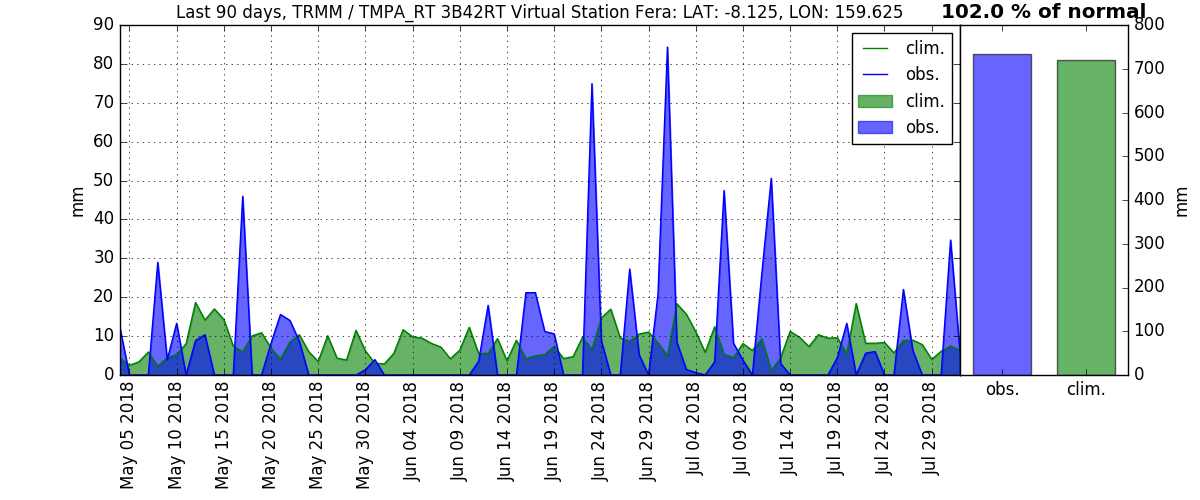 Last 90 days, TRMM / TMPA_RT 3B42RT Virtual Station Fera: LAT: -8.125, LON: 159.625
102.0 % of normal
90
80
70
60
50
40
30
20
10
0
mm
clim.
obs.
clim.
obs.
May 05 2018
May 10 2018
May 15 2018
May 20 2018
May 25 2018
May 30 2018
Jun 04 2018
Jun 09 2018
Jun 14 2018
Jun 19 2018
Jun 24 2018
Jun 29 2018
Jul 04 2018
Jul 09 2018
Jul 14 2018
Jul 19 2018
Jul 24 2018
Jul 29 2018
800
700
600
500
400
300
200
100
0
mm
obs.
clim.